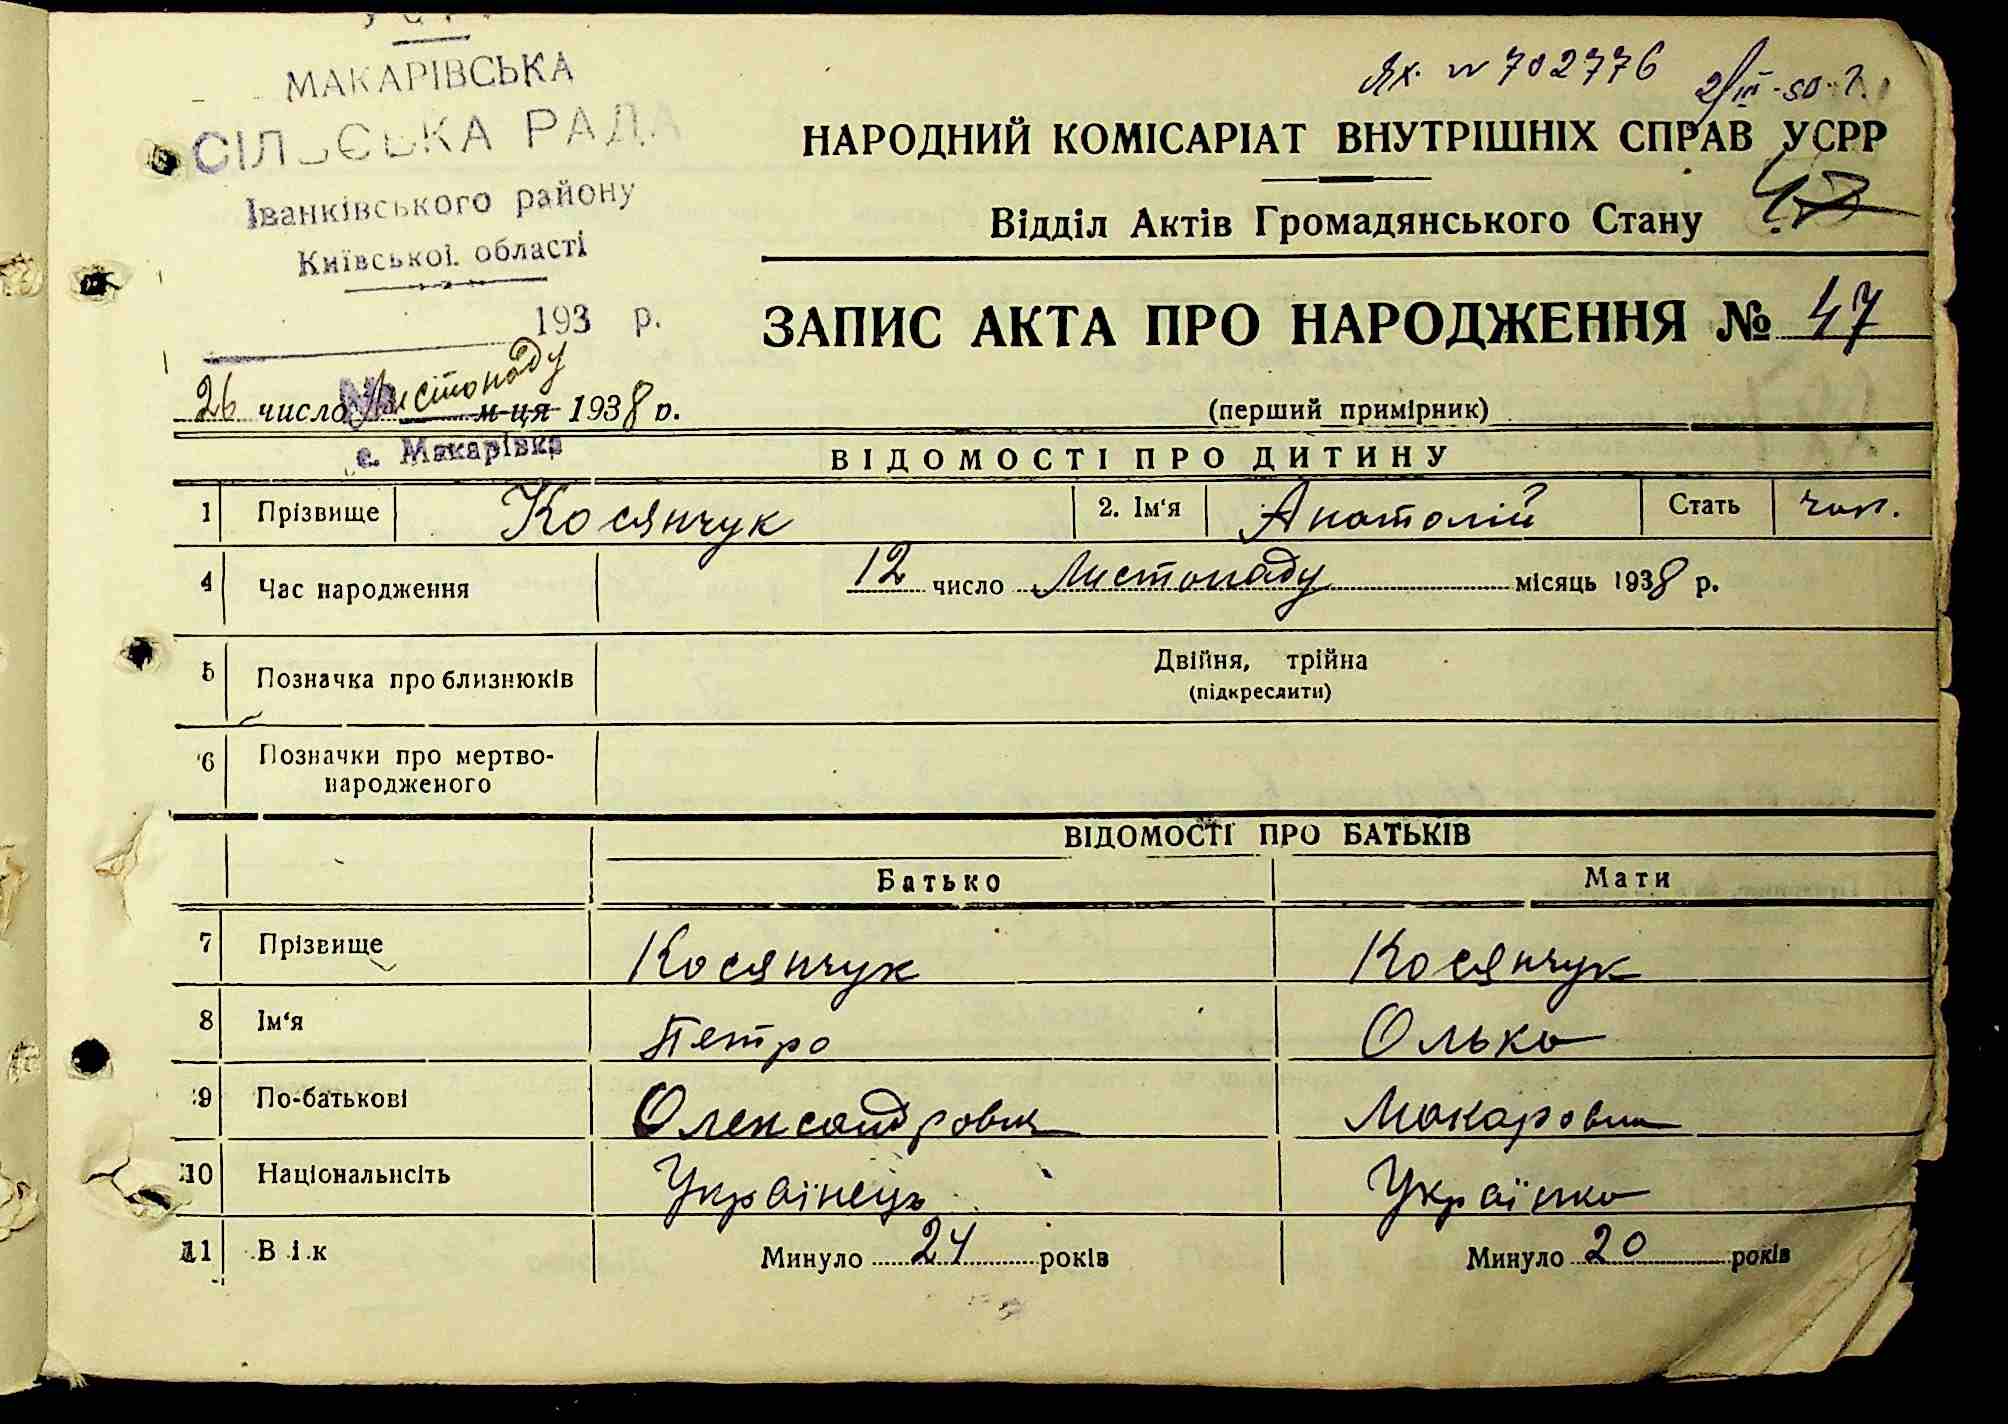 МАКАРІВСЬКА
СІЛЬСЬКА РАДА
Іванківського району
Київської області
193 р.
№ 702776
НАРОДНИЙ КОМІСАРІАТ ВНУТРІШНІХ СПРАВ УСРР
Відділ Актів Громадянського Стану
ЗАПИС АКТА ПРО НАРОДЖЕННЯ № 47
26 число Листопаду м-ця 1938 р.
(перший примірник)
с. Макарівка
ВІДОМОСТІ ПРО ДИТИНУ
1 Прізвище Косянчук 2. Ім'я Анатолій Стать чол.
4 Час народження 12 число Листопаду місяць 1938 р.
5 Позначка про близнюків Двійня, трійна
(підкреслити)
6 Позначки про мертво-
народженого
ВІДОМОСТІ ПРО БАТЬКІВ
Батько Мати
7 Прізвище Косянчук Косянчук
8 Ім'я Петро Олька
9 По-батькові Олександрович Макаровна
10 Національнсіть Українець Українка
11 Вік Минуло 24 років Минуло 20 років